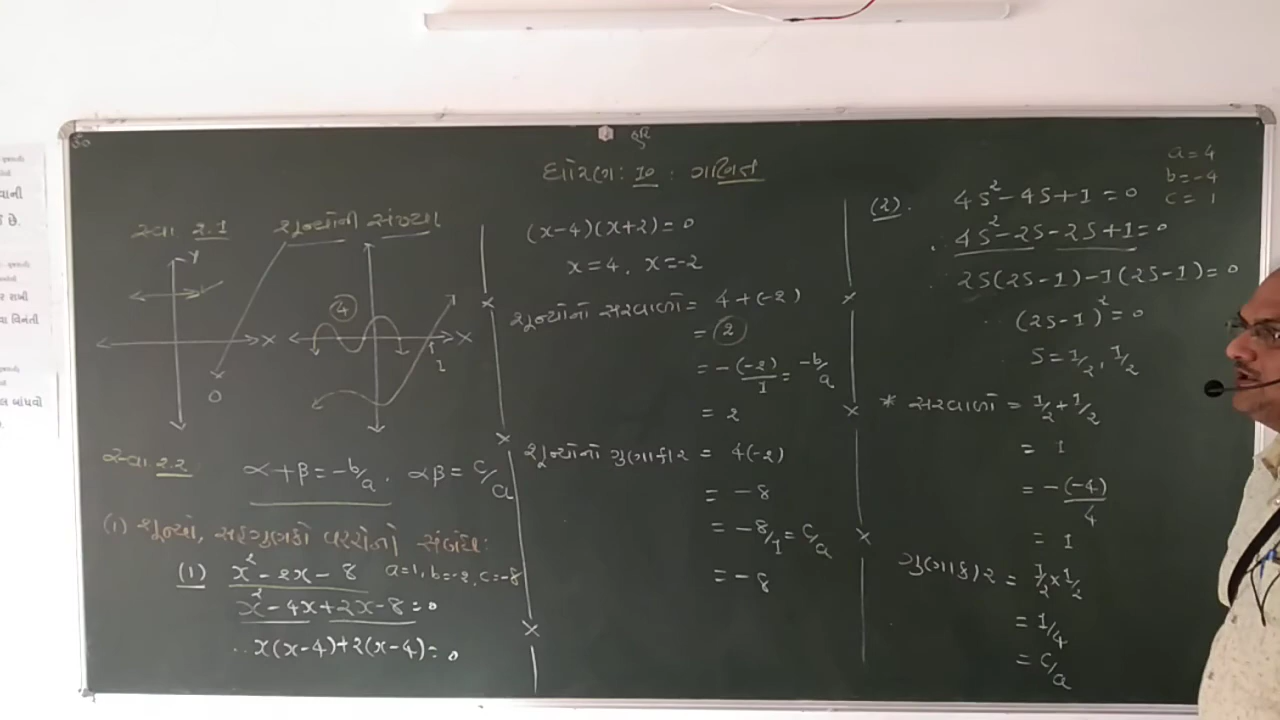 હરિ
ધોરણ: 10 : ગણિત
સ્વા. 2.1 શૂન્યોની સંખ્યા
y
4
x
x
1
0
સ્વા. 2.2 α+β = -b/a . αβ = c/a
(1) શૂન્યો, સહગુણકો વચ્ચેનો સંબંધ:
(1) x² - 2x - 8 a=1, b=-2, c=-8
x² - 4x + 2x - 8 = 0
∴ x(x-4)+2(x-4) = 0
(x-4)(x+2) = 0
x=4, x=-2
શૂન્યોનો સરવાળો = 4+(-2)
= 2
= -(-2)/1 = -b/a
= 2
શૂન્યોનો ગુણાકાર = 4(-2)
= -8
= -8/1 = c/a
= -8
a=4
b=-4
c=1
(2). 4s² - 4s + 1 = 0
∴ 4s² - 2s - 2s + 1 = 0
2s(2s-1) - 1(2s-1) = 0
∴ (2s-1)² = 0
s = 1/2, 1/2
* સરવાળો = 1/2 + 1/2
= 1
= -(-4)/4
= 1
ગુણાકાર = 1/2 × 1/2
= 1/4
= c/a
વાની
છે.
ર રાખી
વા વિનંતી
લ બાંધવો